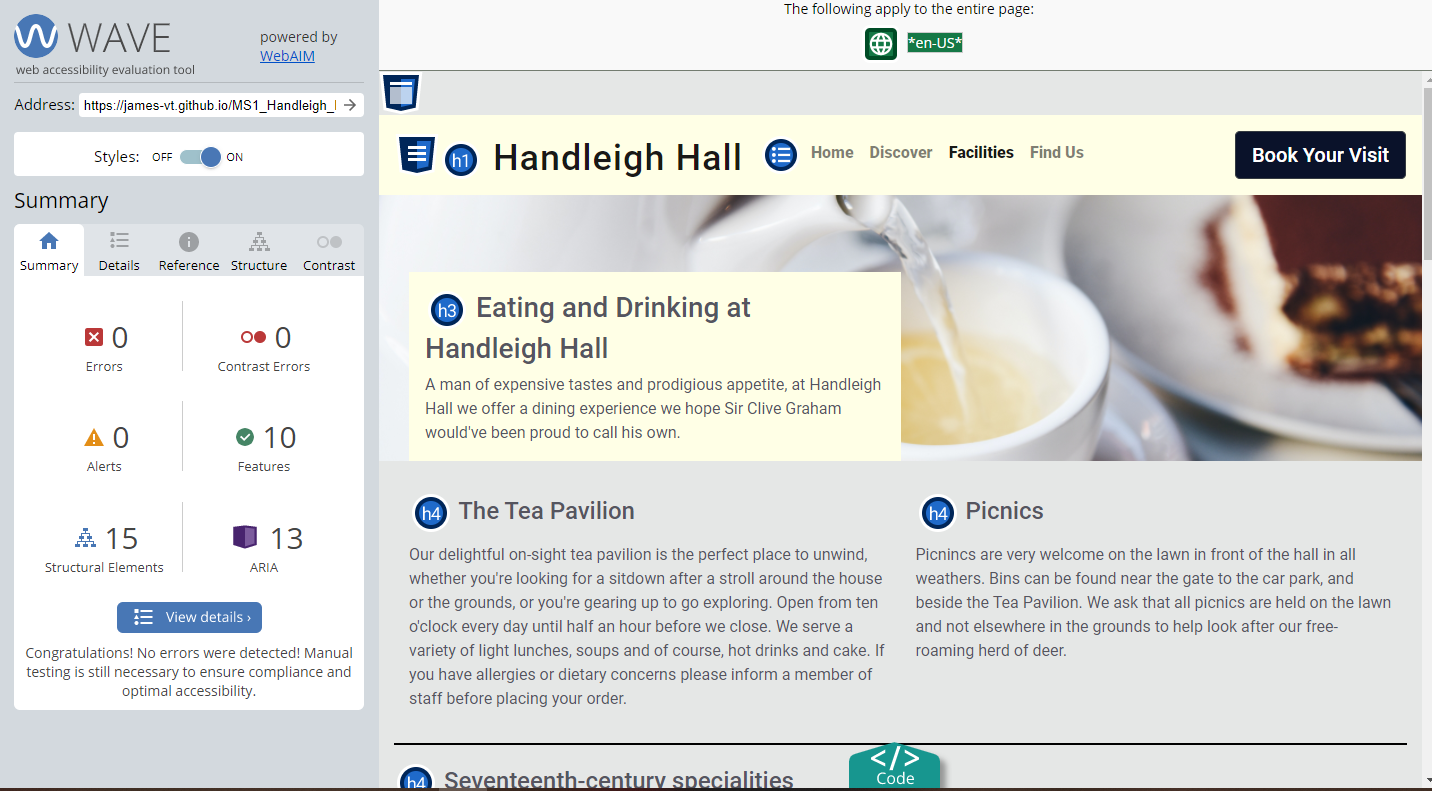 WAVE
powered by
WebAIM
web accessibility evaluation tool
Address: https://james-vt.github.io/MS1_Handleigh_
Styles: OFF ON
Summary
Summary Details Reference Structure Contrast
0 0
Errors Contrast Errors
0 10
Alerts Features
15 13
Structural Elements ARIA
View details ›
Congratulations! No errors were detected! Manual
testing is still necessary to ensure compliance and
optimal accessibility.
The following apply to the entire page:
*en-US*
h1 Handleigh Hall Home Discover Facilities Find Us Book Your Visit
h3 Eating and Drinking at
Handleigh Hall
A man of expensive tastes and prodigious appetite, at Handleigh
Hall we offer a dining experience we hope Sir Clive Graham
would've been proud to call his own.
h4 The Tea Pavilion
Our delightful on-sight tea pavilion is the perfect place to unwind,
whether you're looking for a sitdown after a stroll around the house
or the grounds, or you're gearing up to go exploring. Open from ten
o'clock every day until half an hour before we close. We serve a
variety of light lunches, soups and of course, hot drinks and cake. If
you have allergies or dietary concerns please inform a member of
staff before placing your order.
h4 Picnics
Picnincs are very welcome on the lawn in front of the hall in all
weathers. Bins can be found near the gate to the car park, and
beside the Tea Pavilion. We ask that all picnics are held on the lawn
and not elsewhere in the grounds to help look after our free-
roaming herd of deer.
h4 Seventeenth-century specialities
</>
Code